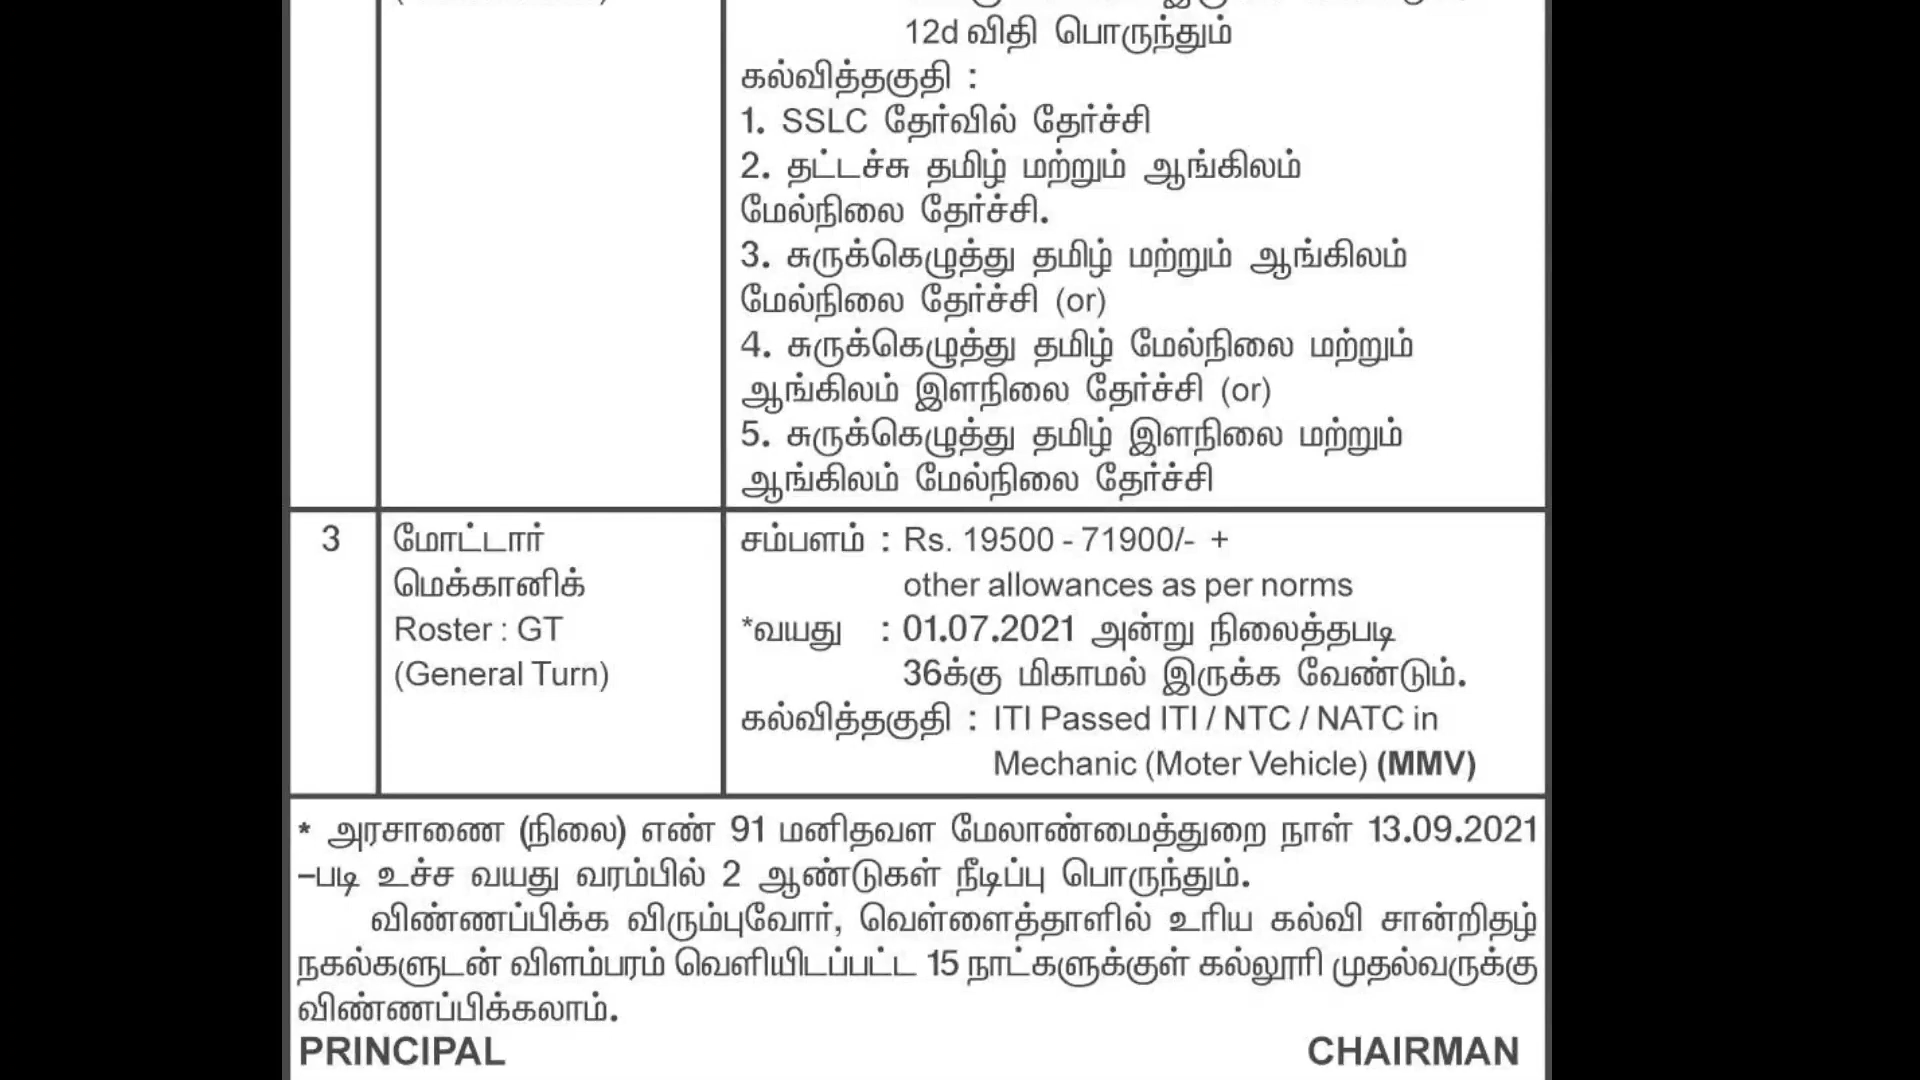 12d விதி பொருந்தும்
கல்வித்தகுதி :
1. SSLC தேர்வில் தேர்ச்சி
2. தட்டச்சு தமிழ் மற்றும் ஆங்கிலம்
மேல்நிலை தேர்ச்சி.
3. சுருக்கெழுத்து தமிழ் மற்றும் ஆங்கிலம்
மேல்நிலை தேர்ச்சி (or)
4. சுருக்கெழுத்து தமிழ் மேல்நிலை மற்றும்
ஆங்கிலம் இளநிலை தேர்ச்சி (or)
5. சுருக்கெழுத்து தமிழ் இளநிலை மற்றும்
ஆங்கிலம் மேல்நிலை தேர்ச்சி
3
மோட்டார்
மெக்கானிக்
Roster : GT
(General Turn)
சம்பளம் : Rs. 19500 - 71900/- +
other allowances as per norms
*வயது : 01.07.2021 அன்று நிலைத்தபடி
36க்கு மிகாமல் இருக்க வேண்டும்.
கல்வித்தகுதி : ITI Passed ITI / NTC / NATC in
Mechanic (Moter Vehicle) (MMV)
* அரசாணை (நிலை) எண் 91 மனிதவள மேலாண்மைத்துறை நாள் 13.09.2021
–படி உச்ச வயது வரம்பில் 2 ஆண்டுகள் நீடிப்பு பொருந்தும்.
விண்ணப்பிக்க விரும்புவோர், வெள்ளைத்தாளில் உரிய கல்வி சான்றிதழ்
நகல்களுடன் விளம்பரம் வெளியிடப்பட்ட 15 நாட்களுக்குள் கல்லூரி முதல்வருக்கு
விண்ணப்பிக்கலாம்.
PRINCIPAL CHAIRMAN